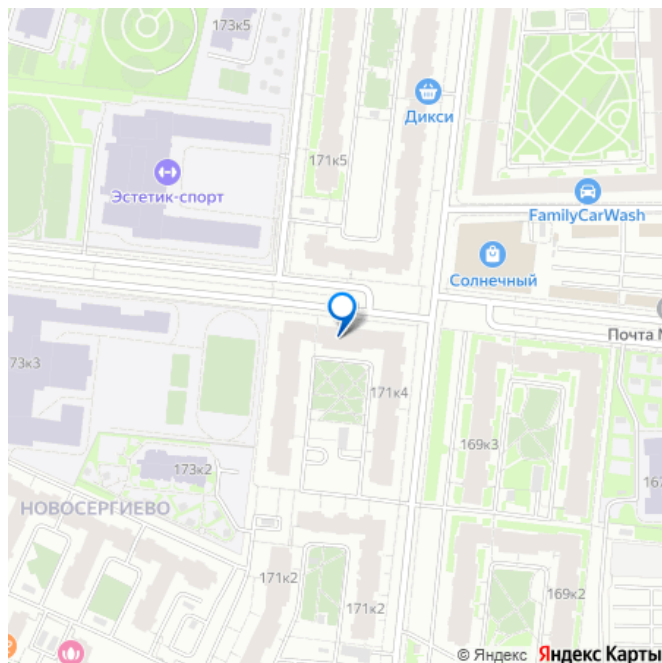 173к5
Дикси
171к5
Эстетик-спорт
FamilyCarWash
Солнечный
Почта
73к3
171к4
169к3
173к2
167
НОВОСЕРГИЕВО
171к2
171к2
169к2
© Яндекс Яндекс Карты